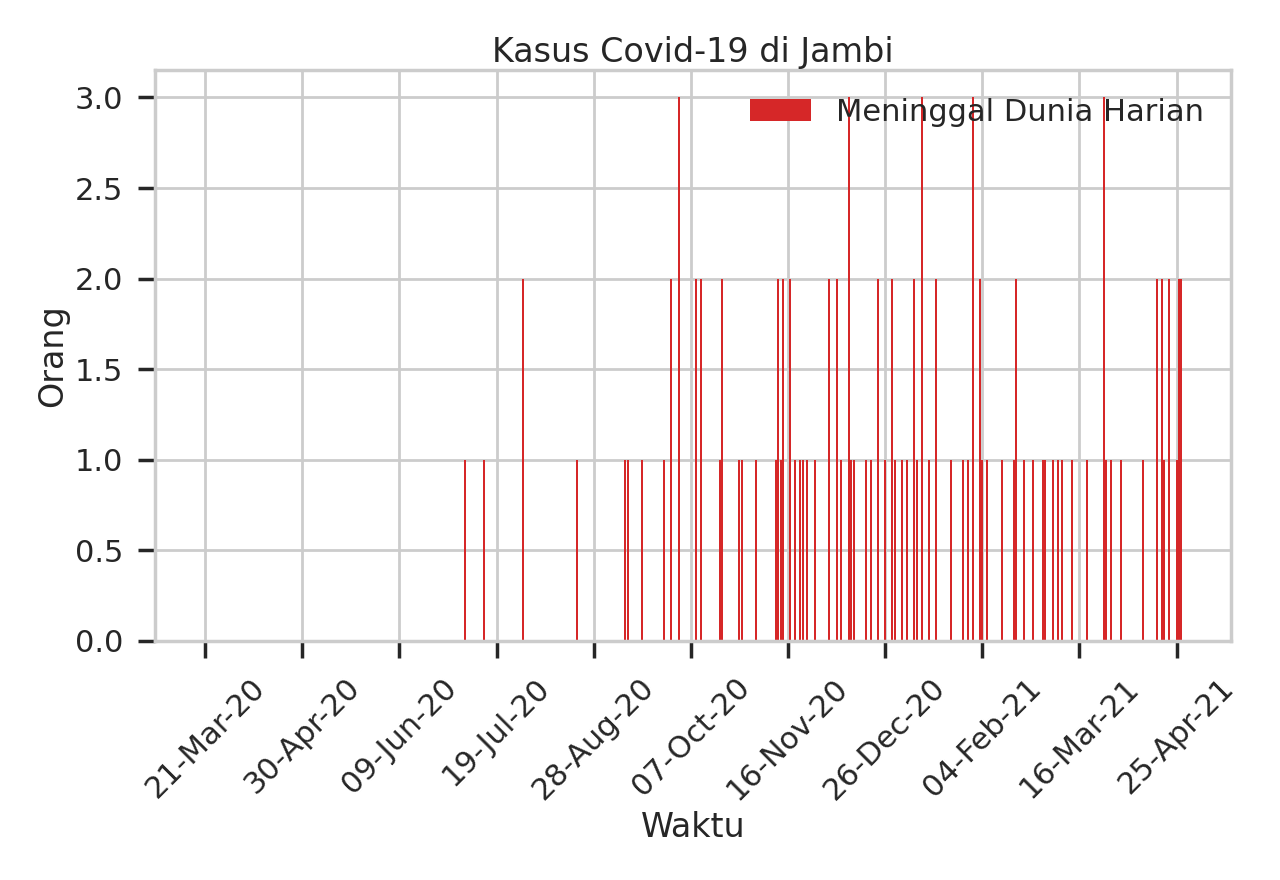 Kasus Covid-19 di Jambi
Meninggal Dunia Harian
Orang
3.0
2.5
2.0
1.5
1.0
0.5
0.0
21-Mar-20
30-Apr-20
09-Jun-20
19-Jul-20
28-Aug-20
07-Oct-20
16-Nov-20
26-Dec-20
04-Feb-21
16-Mar-21
25-Apr-21
Waktu